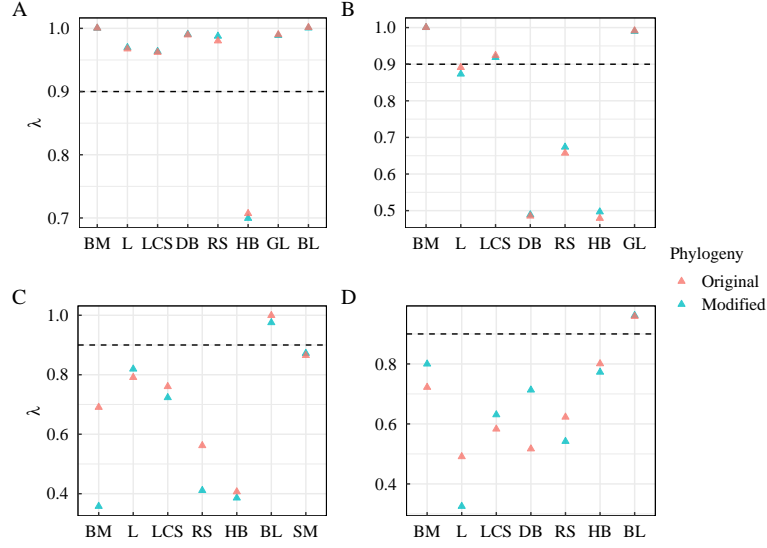 A
B
1.0
0.9
0.8
0.7
λ
BM L LCS DB RS HB GL BL
1.0
0.9
0.8
0.7
0.6
0.5
BM L LCS DB RS HB GL
Phylogeny
Original
Modified
C
D
1.0
0.8
0.6
0.4
λ
BM L LCS RS HB BL SM
0.8
0.6
0.4
BM L LCS DB RS HB BL